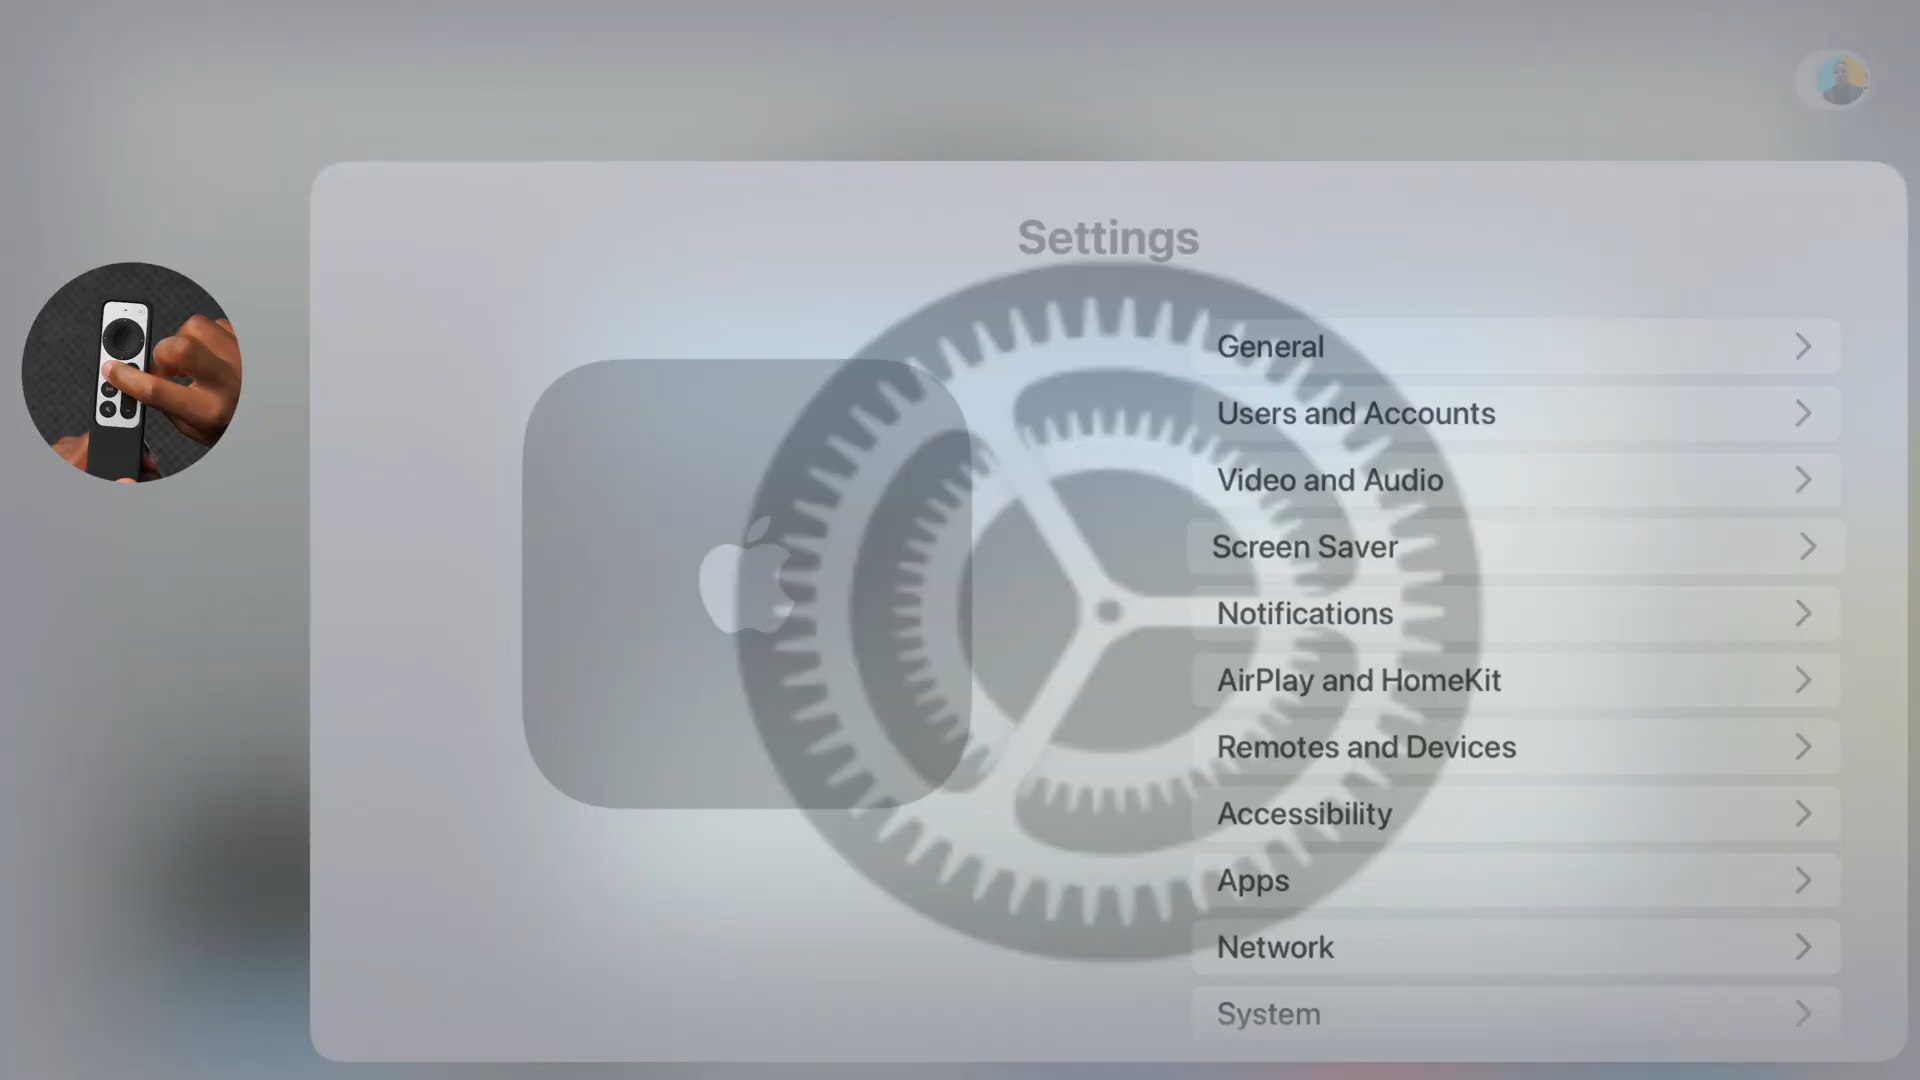 Settings
General
Users and Accounts
Video and Audio
Screen Saver
Notifications
AirPlay and HomeKit
Remotes and Devices
Accessibility
Apps
Network
System